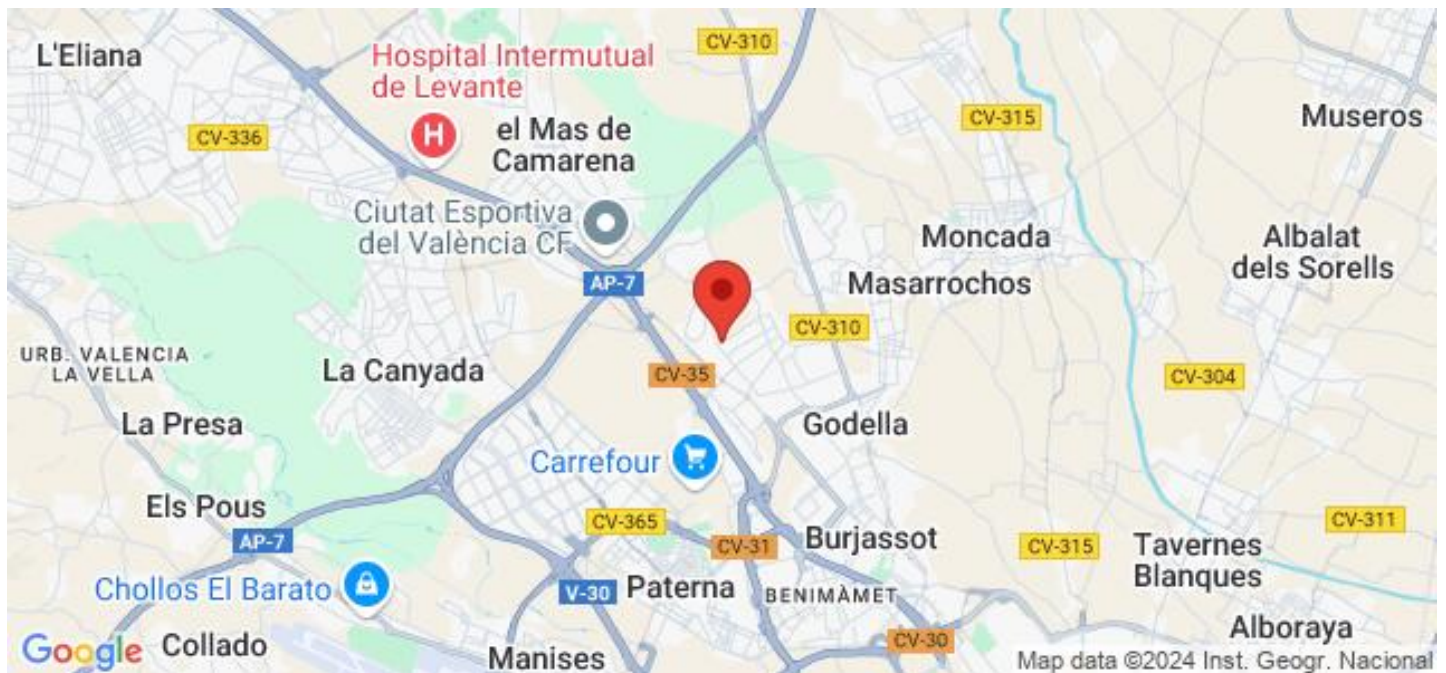 L'Eliana
Hospital Intermutual
de Levante
H
CV-310
CV-336
el Mas de
Camarena
CV-315
Museros
Ciutat Esportiva
del València CF
Moncada
Albalat
dels Sorells
AP-7
Masarrochos
CV-310
URB. VALENCIA
LA VELLA
La Canyada
CV-35
CV-304
La Presa
Godella
Carrefour
Els Pous
CV-365
CV-311
AP-7
CV-31
Burjassot
CV-315
Tavernes
Blanques
Chollos El Barato
V-30
Paterna
BENIMÀMET
Google
Collado
Manises
CV-30
Alboraya
Map data ©2024 Inst. Geogr. Nacional